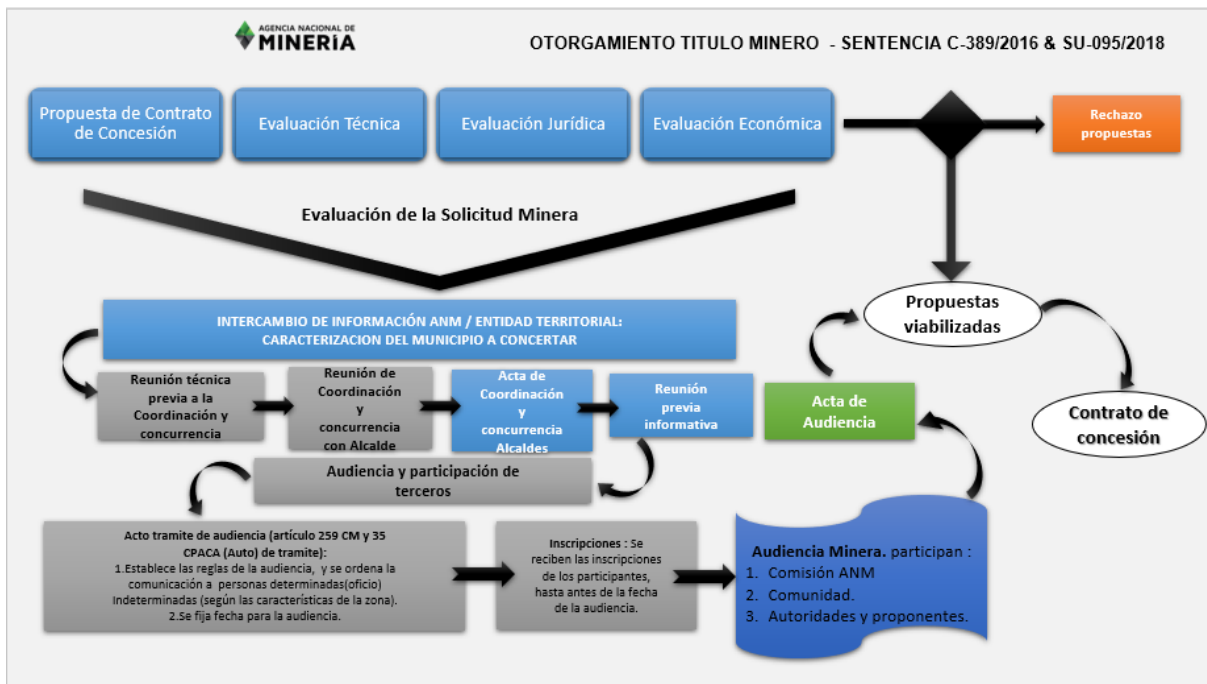 AGENCIA NACIONAL DE
MINERÍA
OTORGAMIENTO TITULO MINERO - SENTENCIA C-389/2016 & SU-095/2018
Propuesta de Contrato
de Concesión
Evaluación Técnica
Evaluación Jurídica
Evaluación Económica
Rechazo
propuestas
Evaluación de la Solicitud Minera
Propuestas
viabilizadas
INTERCAMBIO DE INFORMACIÓN ANM / ENTIDAD TERRITORIAL:
CARACTERIZACION DEL MUNICIPIO A CONCERTAR
Reunión técnica
previa a la
Coordinación y
concurrencia
Reunión de
Coordinación
y
concurrencia
con Alcalde
Acta de
Coordinación
y
concurrencia
Alcaldes
Reunión
previa
informativa
Acta de
Audiencia
Contrato de
concesión
Audiencia y participación de
terceros
Acto tramite de audiencia (artículo 259 CM y 35
CPACA (Auto) de tramite):
1.Establece las reglas de la audiencia, y se ordena la
comunicación a personas determinadas(oficio)
Indeterminadas (según las características de la zona).
2.Se fija fecha para la audiencia.
Inscripciones : Se
reciben las inscripciones
de los participantes,
hasta antes de la fecha
de la audiencia.
Audiencia Minera. participan :
1. Comisión ANM
2. Comunidad.
3. Autoridades y proponentes.